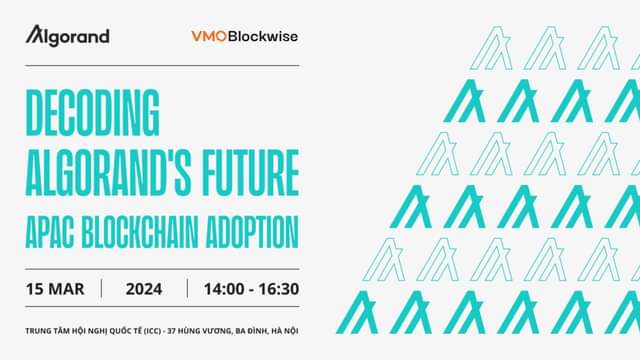 Algorand
VMO Blockwise
DECODING
ALGORAND'S FUTURE
APAC BLOCKCHAIN ADOPTION
15 MAR 2024 14:00 - 16:30
TRUNG TÂM HỘI NGHỊ QUỐC TẾ (ICC) - 37 HÙNG VƯƠNG, BA ĐÌNH, HÀ NỘI